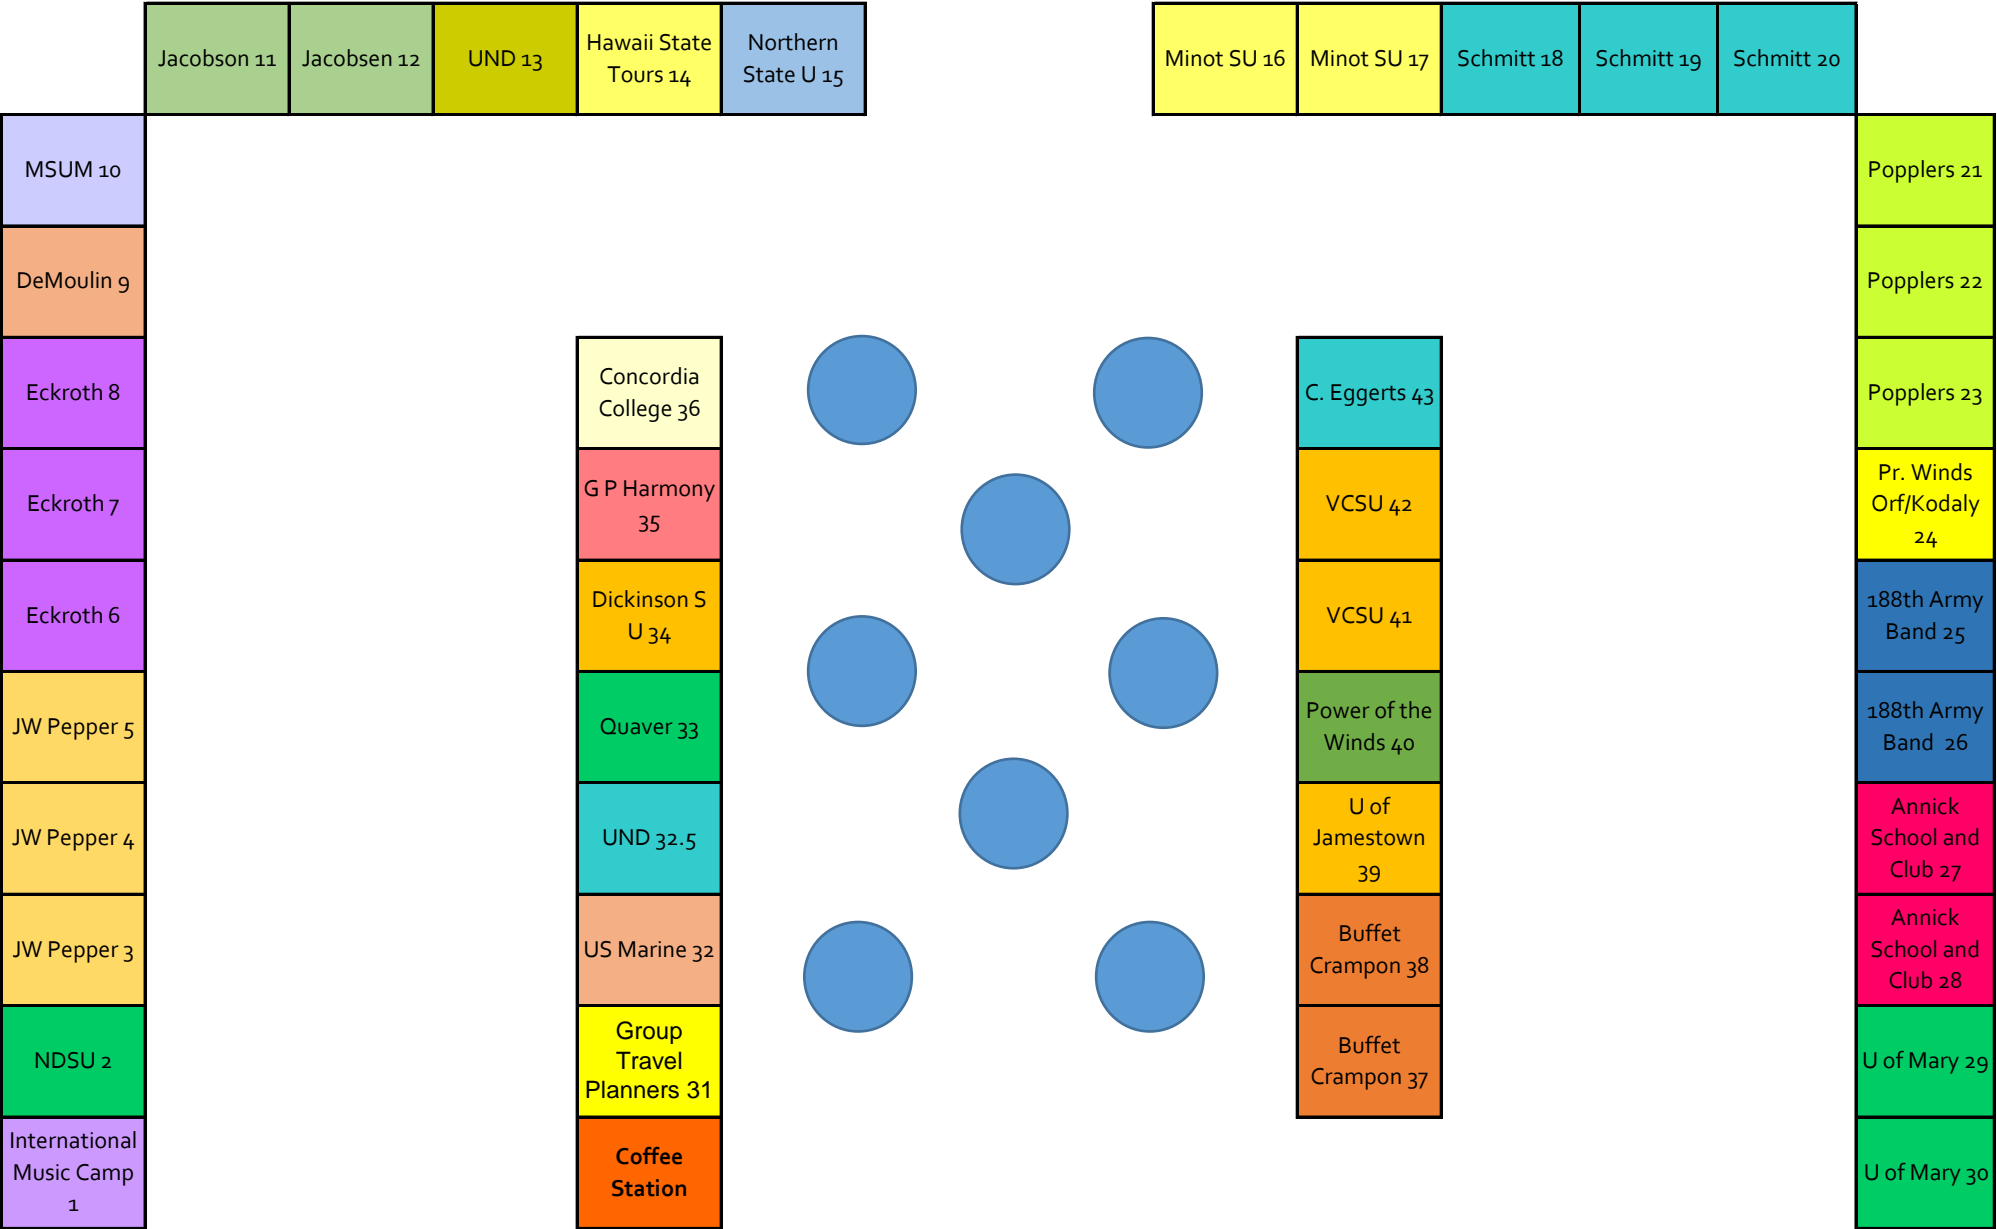 Jacobson 11
Jacobsen 12
UND 13
Hawaii State
Tours 14
Northern
State U 15
Minot SU 16
Minot SU 17
Schmitt 18
Schmitt 19
Schmitt 20
MSUM 10
DeMoulin 9
Eckroth 8
Eckroth 7
Eckroth 6
JW Pepper 5
JW Pepper 4
JW Pepper 3
NDSU 2
International
Music Camp
1
Concordia
College 36
G P Harmony
35
Dickinson S
U 34
Quaver 33
UND 32.5
US Marine 32
Group
Travel
Planners 31
Coffee
Station
C. Eggerts 43
VCSU 42
VCSU 41
Power of the
Winds 40
U of
Jamestown
39
Buffet
Crampon 38
Buffet
Crampon 37
Popplers 21
Popplers 22
Popplers 23
Pr. Winds
Orf/Kodaly
24
188th Army
Band 25
188th Army
Band  26
Annick
School and
Club 27
Annick
School and
Club 28
U of Mary 29
U of Mary 30